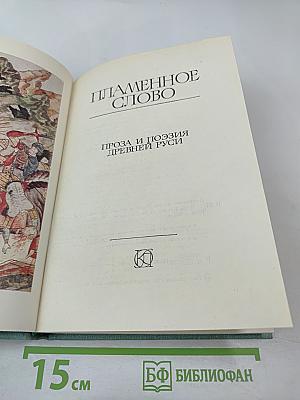 ПЛАМЕННОЕ
СЛОВО
ПРОЗА И ПОЭЗИЯ
ДРЕВНЕЙ РУСИ
15 см
БФ БИБЛИОФАН